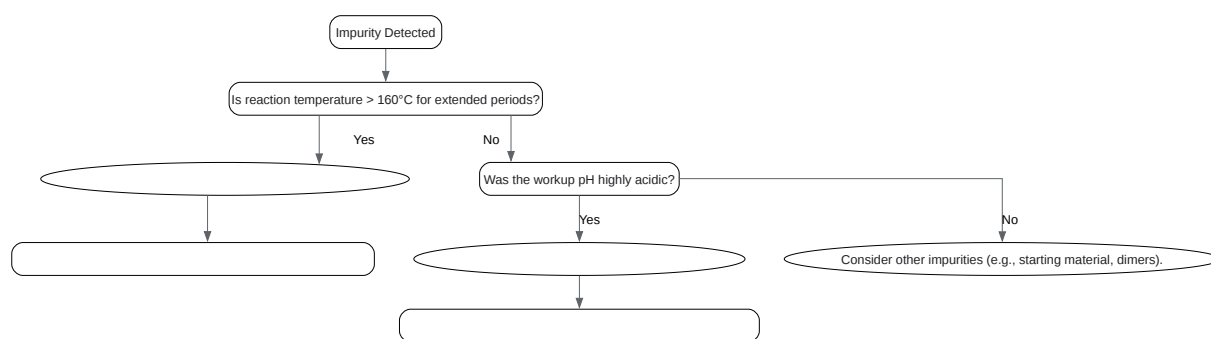 Impurity Detected
Is reaction temperature > 160°C for extended periods?
Yes
No
Was the workup pH highly acidic?
Yes
No
Consider other impurities (e.g., starting material, dimers).